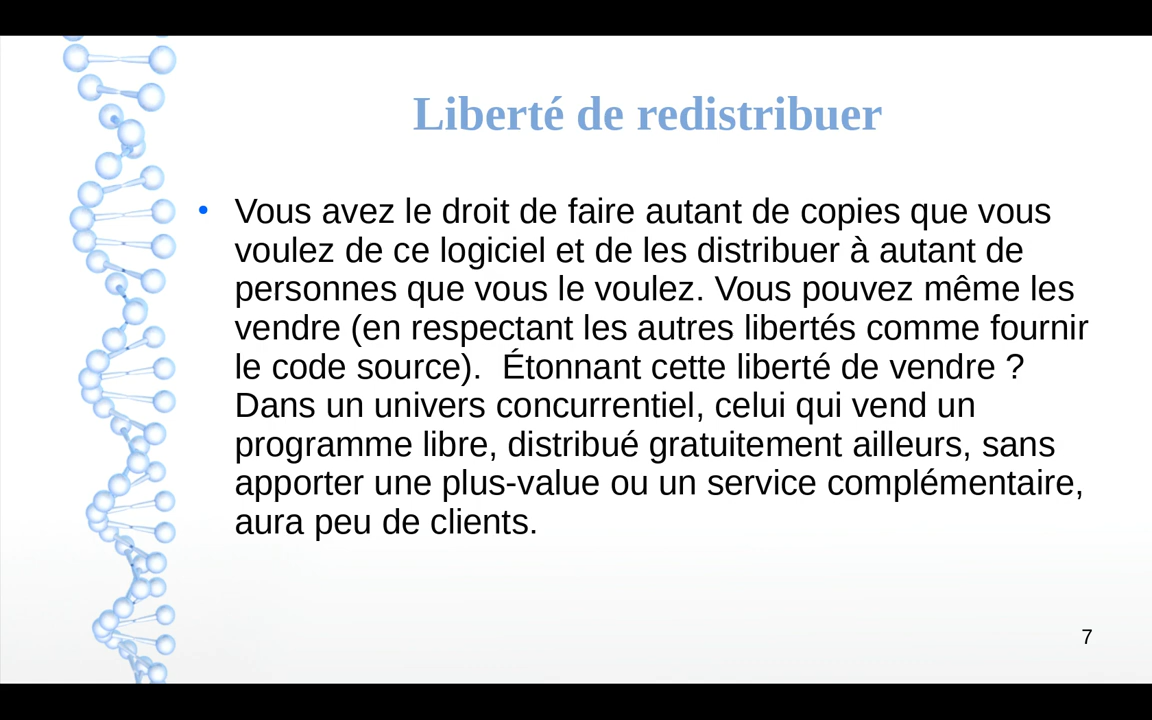 Liberté de redistribuer
• Vous avez le droit de faire autant de copies que vous
voulez de ce logiciel et de les distribuer à autant de
personnes que vous le voulez. Vous pouvez même les
vendre (en respectant les autres libertés comme fournir
le code source).  Étonnant cette liberté de vendre ?
Dans un univers concurrentiel, celui qui vend un
programme libre, distribué gratuitement ailleurs, sans
apporter une plus-value ou un service complémentaire,
aura peu de clients.
7